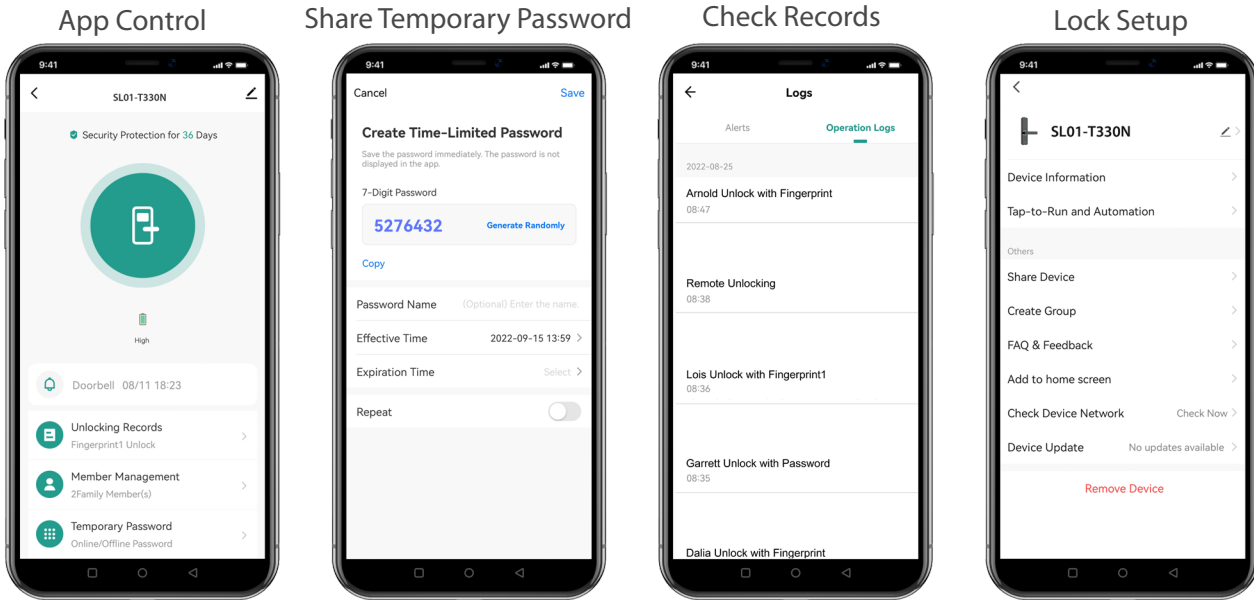 App Control
Share Temporary Password
Check Records
Lock Setup
9:41
SL01-T330N
Security Protection for 36 Days
High
Doorbell 08/11 18:23
Unlocking Records
Fingerprint1 Unlock
Member Management
2Family Member(s)
Temporary Password
Online/Offline Password
9:41
Cancel
Save
Create Time-Limited Password
Save the password immediately. The password is not
displayed in the app.
7-Digit Password
5276432
Generate Randomly
Copy
Password Name
(Optional) Enter the name.
Effective Time
2022-09-15 13:59
Expiration Time
Select
Repeat
9:41
Logs
Alerts
Operation Logs
2022-08-25
Arnold Unlock with Fingerprint
08:47
Remote Unlocking
08:38
Lois Unlock with Fingerprint1
08:36
Garrett Unlock with Password
08:35
Dalia Unlock with Fingerprint
9:41
SL01-T330N
Device Information
Tap-to-Run and Automation
Others
Share Device
Create Group
FAQ & Feedback
Add to home screen
Check Device Network
Check Now
Device Update
No updates available
Remove Device